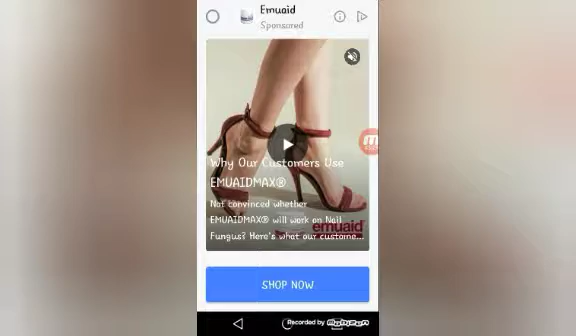 Emuaid
Sponsored
Why Our Customers Use
EMUAIDMAX®
Not convinced whether
EMUAIDMAX® will work on Nail
Fungus? Here's what our custome...
emuaid
SHOP NOW
Recorded by